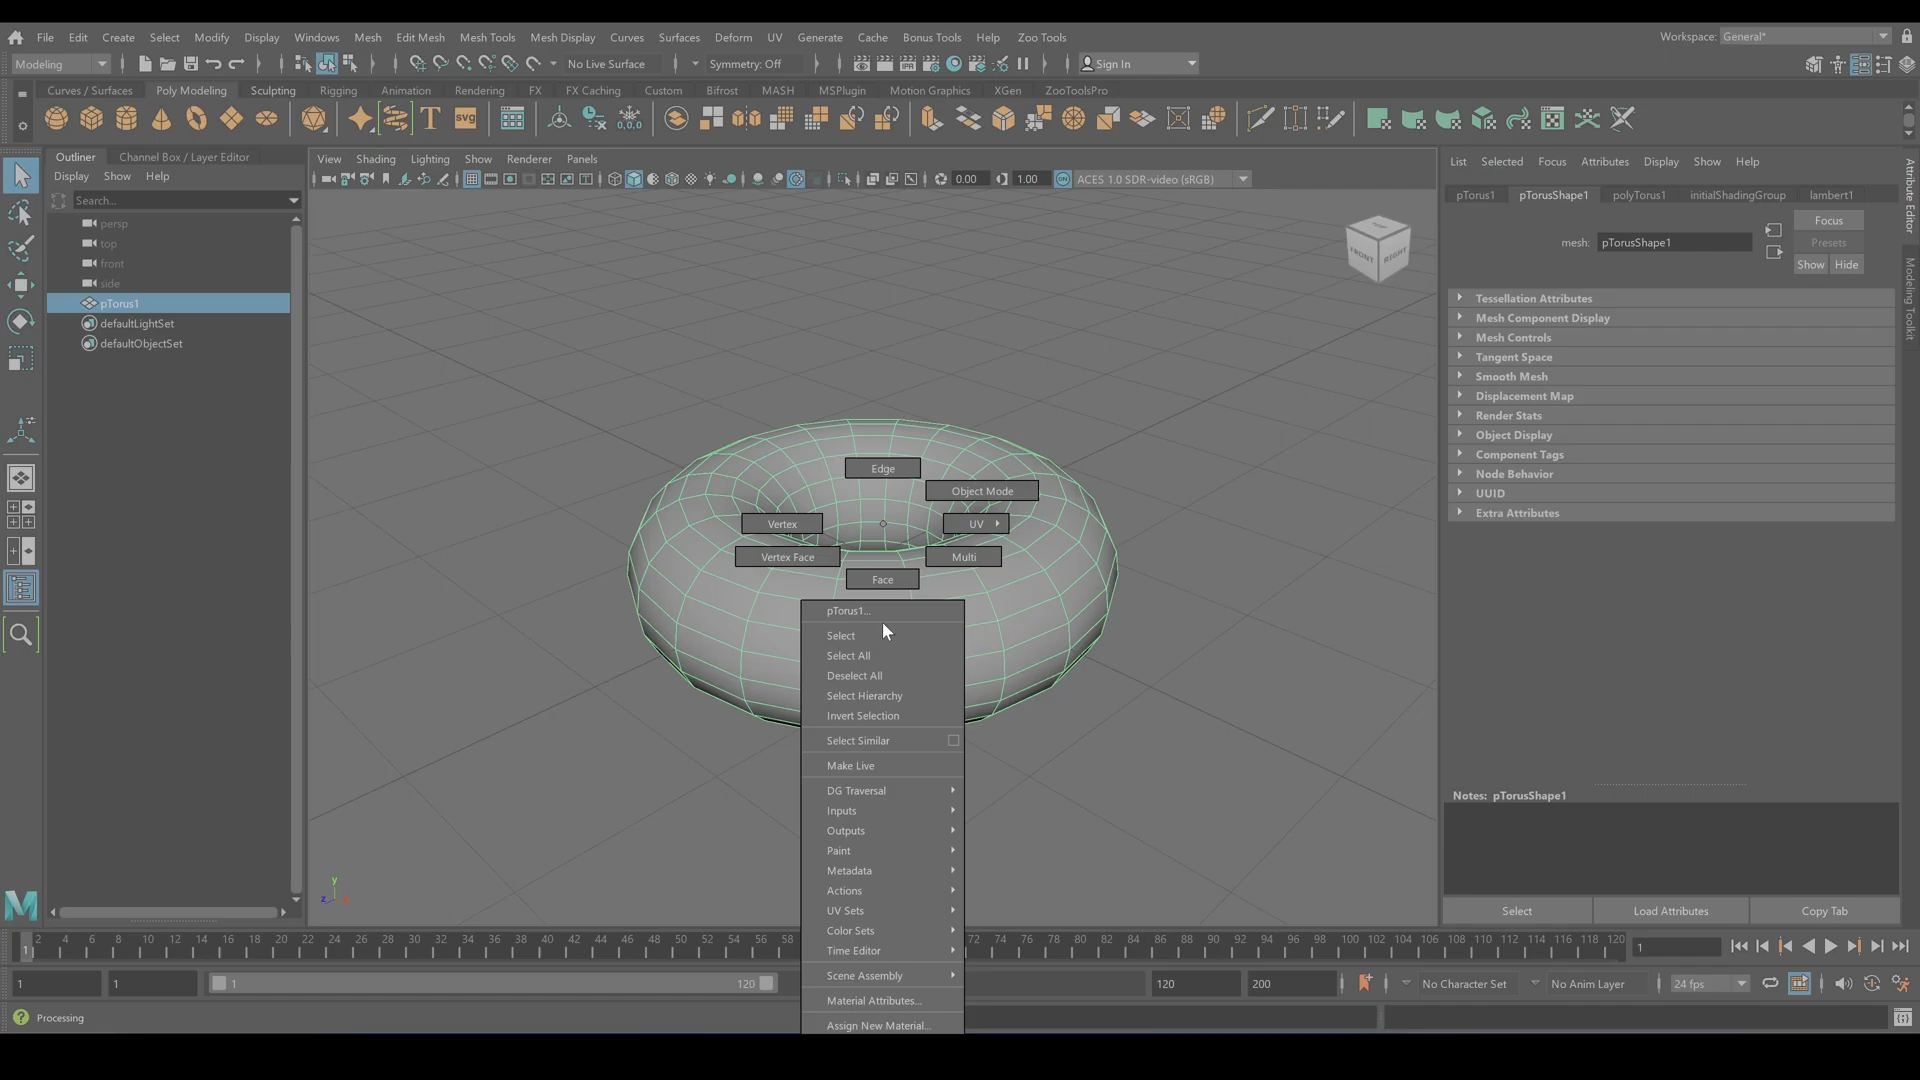 File Edit Create Select Modify Display Windows Mesh Edit Mesh Mesh Tools Mesh Display Curves Surfaces Deform UV Generate Cache Bonus Tools Help Zoo Tools Workspace: General*
Modeling No Live Surface Symmetry: Off Sign In
Curves / Surfaces Poly Modeling Sculpting Rigging Animation Rendering FX FX Caching Custom Bifrost MASH MSPlugin Motion Graphics XGen ZooToolsPro
T SVG 0,0,0
Outliner Channel Box / Layer Editor
Display Show Help
Search...
persp
top
front
side
pTorus1
defaultLightSet
defaultObjectSet
View Shading Lighting Show Renderer Panels
0.00 1.00 ON ACES 1.0 SDR-video (sRGB)
FRONT RIGHT
Edge
Object Mode
Vertex UV
Vertex Face Multi
Face
pTorus1...
Select
Select All
Deselect All
Select Hierarchy
Invert Selection
Select Similar
Make Live
DG Traversal
Inputs
Outputs
Paint
Metadata
Actions
UV Sets
Color Sets
Time Editor
Scene Assembly
Material Attributes...
Assign New Material...
y
z
List Selected Focus Attributes Display Show Help
pTorus1 pTorusShape1 polyTorus1 initialShadingGroup lambert1
Focus
mesh: pTorusShape1 Presets
Show Hide
Tessellation Attributes
Mesh Component Display
Mesh Controls
Tangent Space
Smooth Mesh
Displacement Map
Render Stats
Object Display
Component Tags
Node Behavior
UUID
Extra Attributes
Notes: pTorusShape1
Select Load Attributes Copy Tab
Attribute Editor
Modeling Toolkit
M
2 4 6 8 10 12 14 16 18 20 22 24 26 28 30 32 34 36 38 40 42 44 46 48 50 52 54 56 58 72 74 76 78 80 82 84 86 88 90 92 94 96 98 100 102 104 106 108 110 112 114 116 118 120 1
1 1 1 120 120 200 No Character Set No Anim Layer 24 fps
Processing